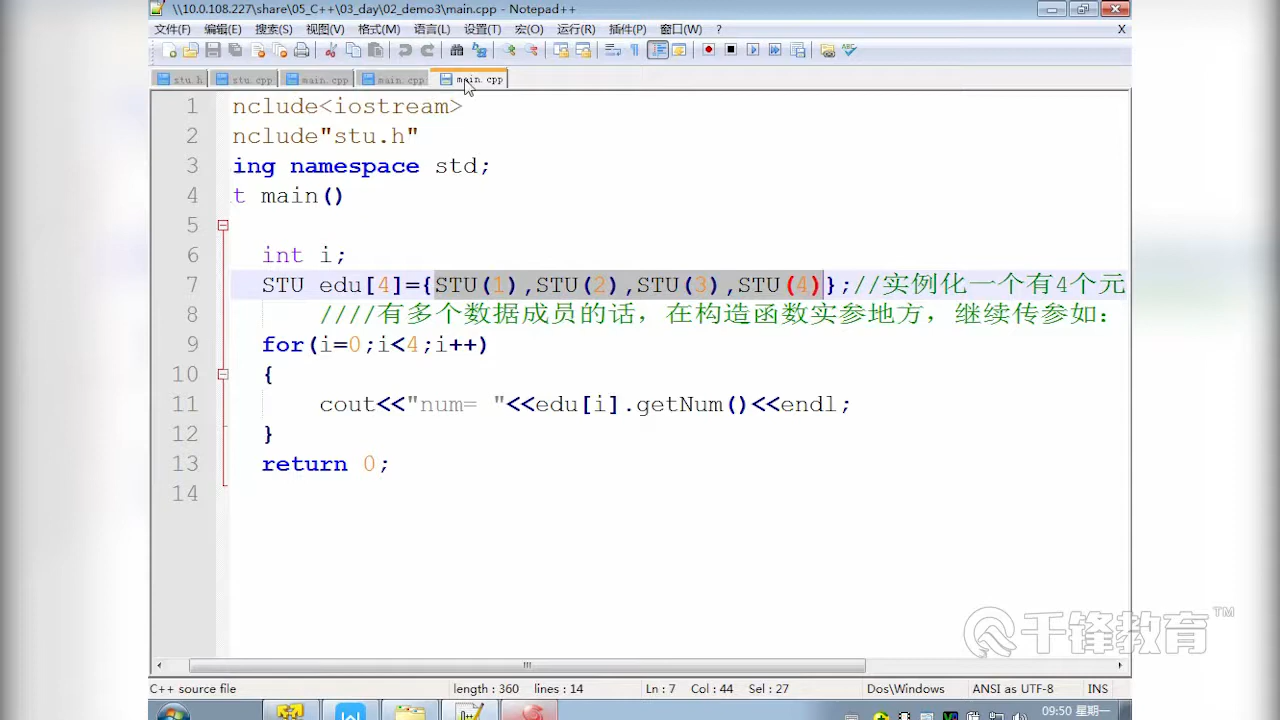 \\10.0.108.227\share\05_C++\03_day\02_demo3\main.cpp - Notepad++
文件(F) 编辑(E) 搜索(S) 视图(V) 格式(M) 语言(L) 设置(T) 宏(O) 运行(R) 插件(P) 窗口(W) ? X
stu.h stu.cpp main.cpp main.cpp main.cpp
1 nclude<iostream>
2 nclude"stu.h"
3 ing namespace std;
4 t main()
5
6 int i;
7 STU edu[4]={STU(1),STU(2),STU(3),STU(4)};//实例化一个有4个元
8 ////有多个数据成员的话，在构造函数实参地方，继续传参如：
9 for(i=0;i<4;i++)
10 {
11 cout<<"num= "<<edu[i].getNum()<<endl;
12 }
13 return 0;
14
千锋教育™
C++ source file length : 360 lines : 14 Ln : 7 Col : 44 Sel : 27 Dos\Windows ANSI as UTF-8 INS
09:50 星期一